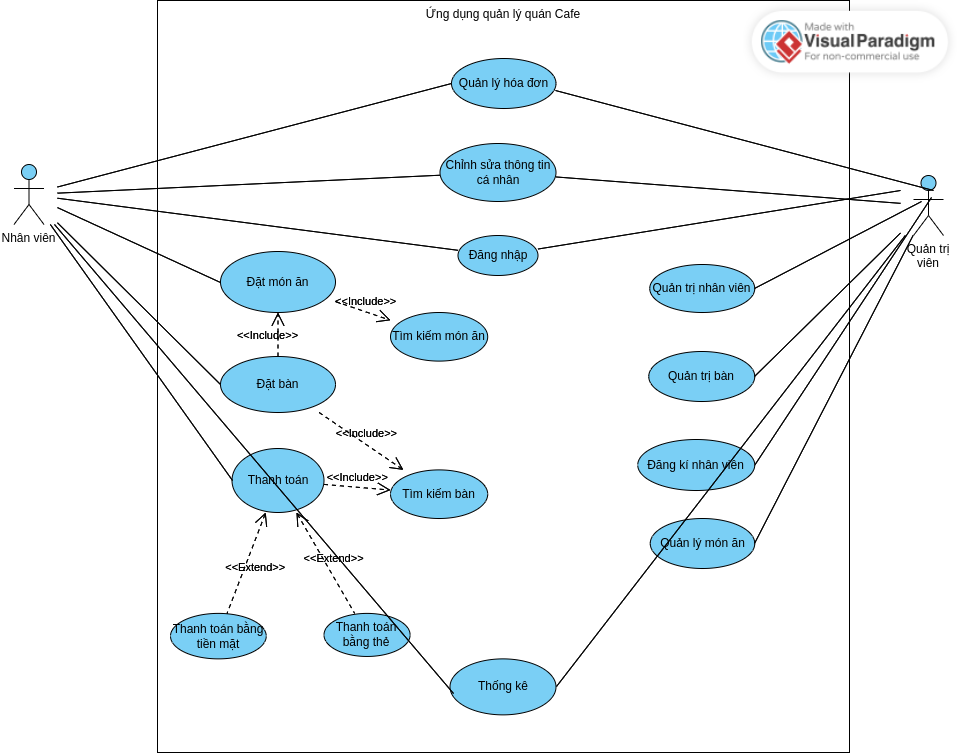 Ứng dụng quản lý quán Cafe
Made with
VisualParadigm
For non-commercial use
Quản lý hóa đơn
Chỉnh sửa thông tin
cá nhân
Nhân viên
Đăng nhập
Quản trị
viên
Đặt món ăn
Quản trị nhân viên
<<Include>>
<<Include>>
Tìm kiếm món ăn
Đặt bàn
Quản trị bàn
<<Include>>
Đăng kí nhân viên
Thanh toán
<<Include>>
Tìm kiếm bàn
Quản lý món ăn
<<Extend>>
<<Extend>>
Thanh toán bằng
tiền mặt
Thanh toán
bằng thẻ
Thống kê